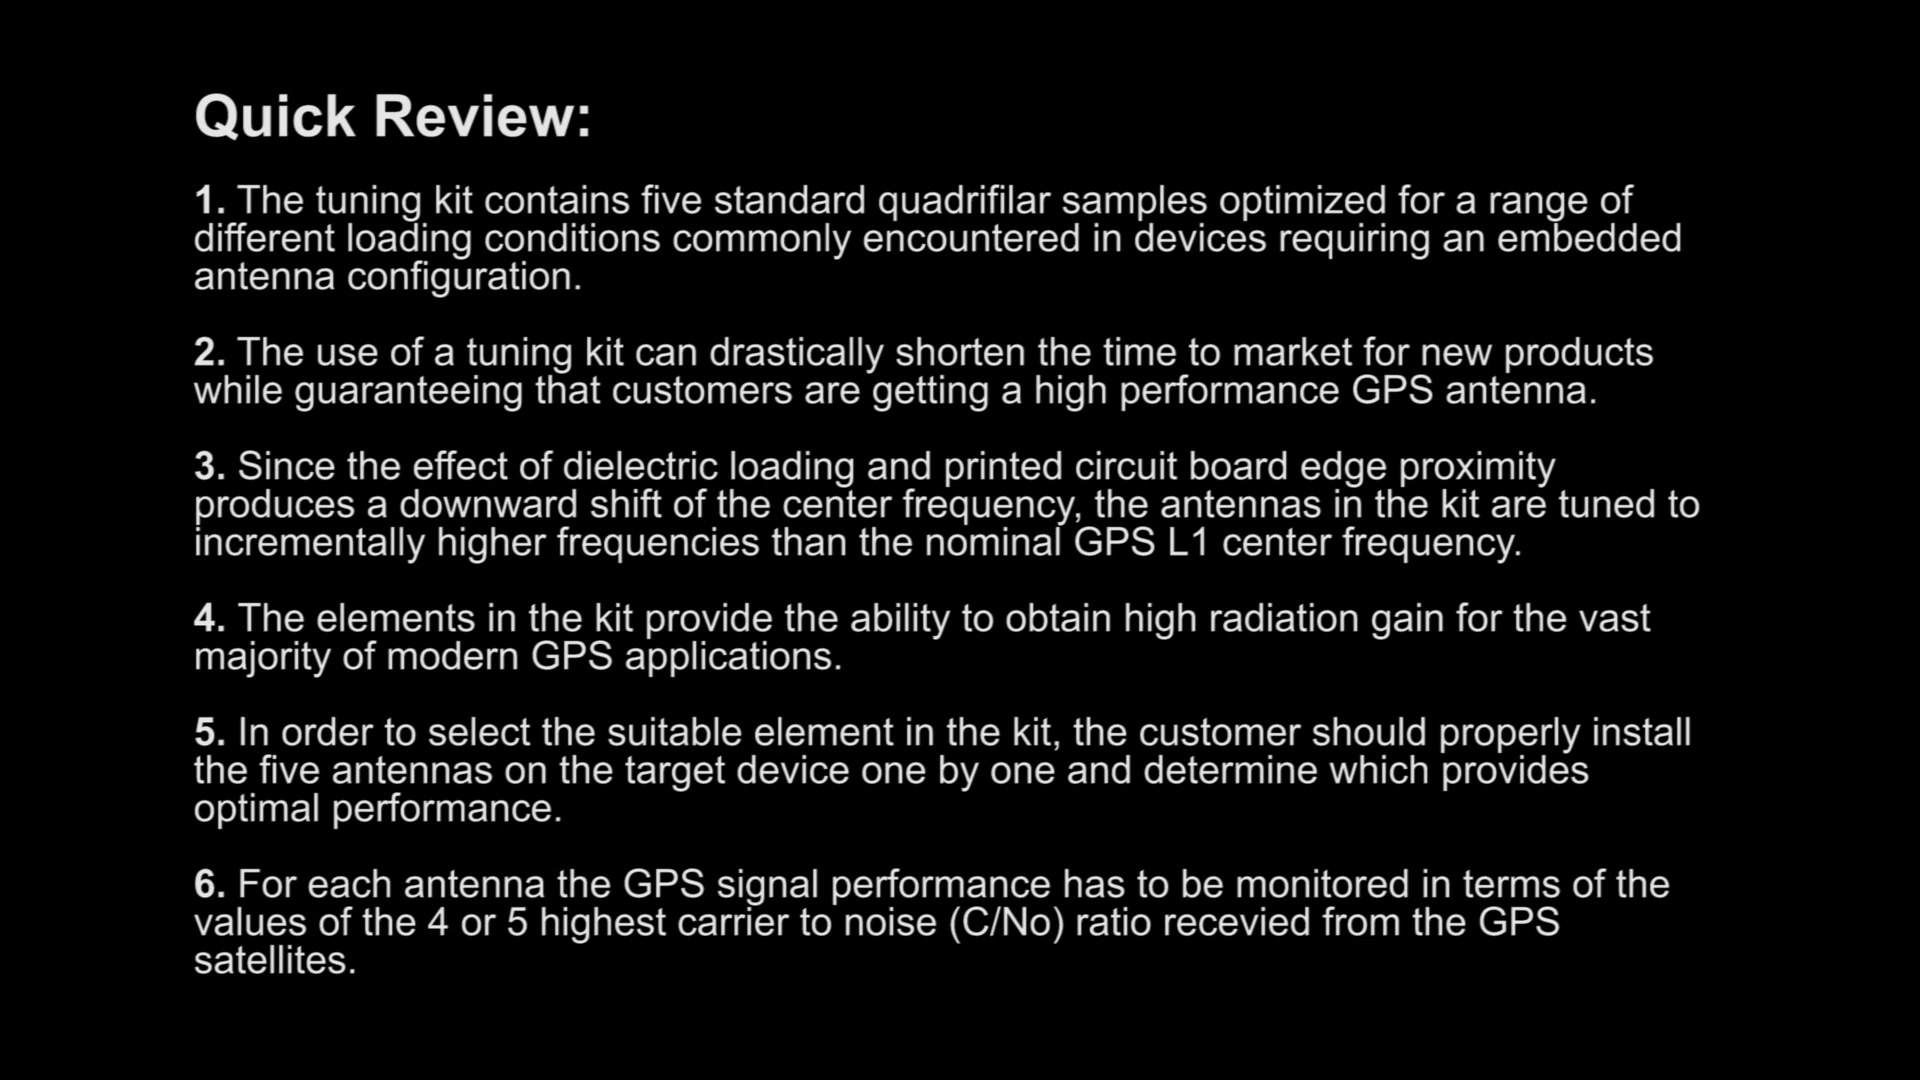 Quick Review:
1. The tuning kit contains five standard quadrifilar samples optimized for a range of
different loading conditions commonly encountered in devices requiring an embedded
antenna configuration.
2. The use of a tuning kit can drastically shorten the time to market for new products
while guaranteeing that customers are getting a high performance GPS antenna.
3. Since the effect of dielectric loading and printed circuit board edge proximity
produces a downward shift of the center frequency, the antennas in the kit are tuned to
incrementally higher frequencies than the nominal GPS L1 center frequency.
4. The elements in the kit provide the ability to obtain high radiation gain for the vast
majority of modern GPS applications.
5. In order to select the suitable element in the kit, the customer should properly install
the five antennas on the target device one by one and determine which provides
optimal performance.
6. For each antenna the GPS signal performance has to be monitored in terms of the
values of the 4 or 5 highest carrier to noise (C/No) ratio recevied from the GPS
satellites.